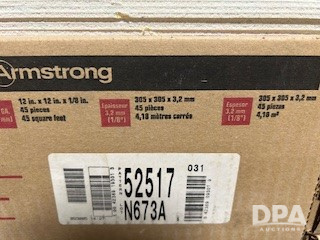 Armstrong
12 in. x 12 in. x 1/8 in.
45 pieces
45 square feet
Epaisseur
3.2 mm
(1/8")
305 x 305 x 3,2 mm
45 pièces
4,18 mètres carrés
Espesor
3.2 mm
(1/8")
305 x 305 x 3,2 mm
45 piezas
4,18 m²
031
52517
N673A
DPA
AUCTIONS